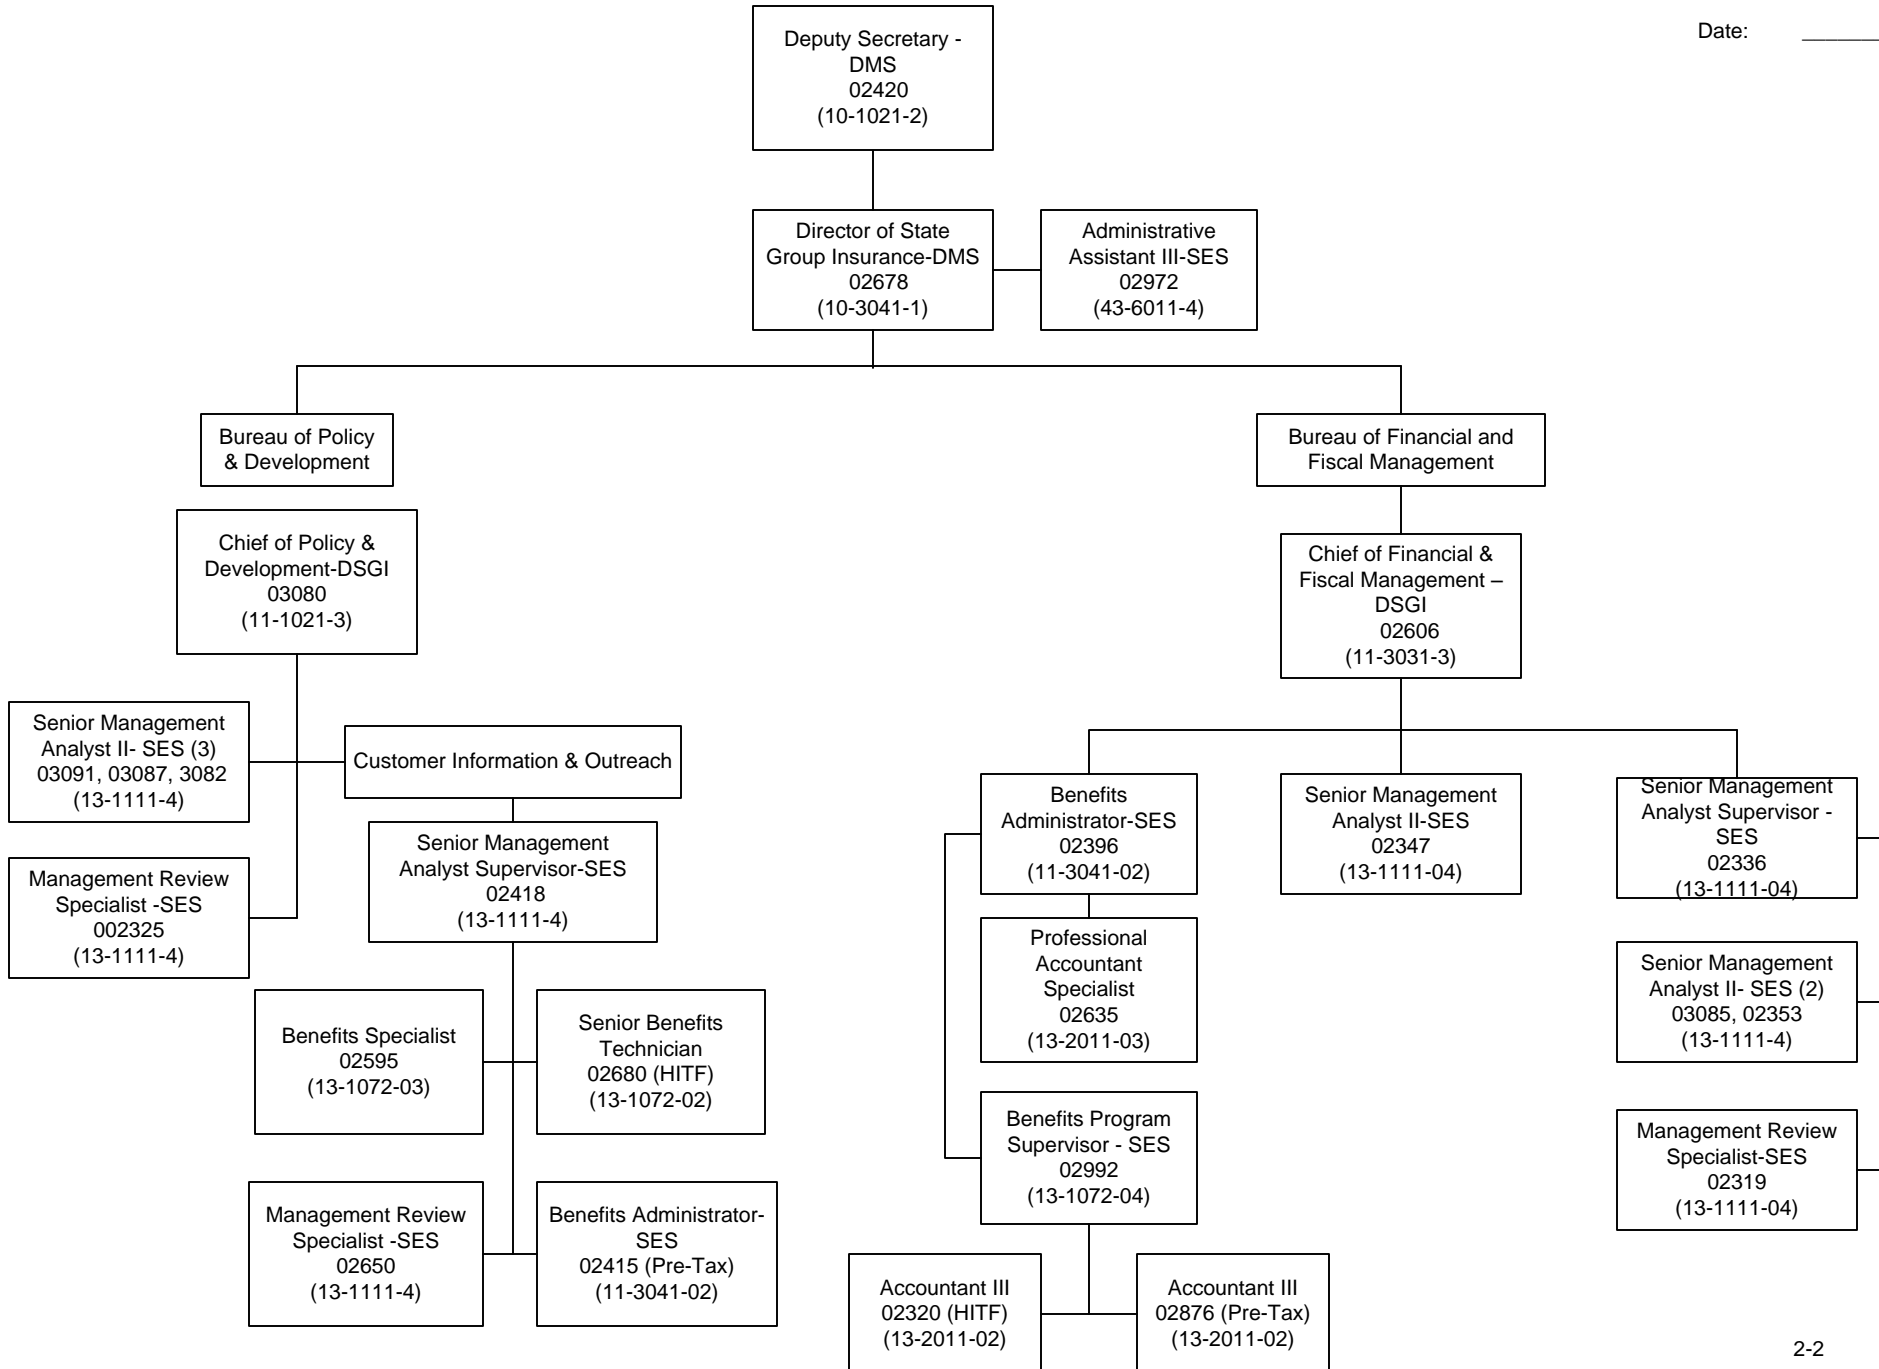 Deputy Secretary -
DMS
02420
(10-1021-2)
Date: ________
Director of State
Group Insurance-DMS
02678
(10-3041-1)
Administrative
Assistant III-SES
02972
(43-6011-4)
Bureau of Policy
& Development
Bureau of Financial and
Fiscal Management
Chief of Policy &
Development-DSGI
03080
(11-1021-3)
Chief of Financial &
Fiscal Management –
DSGI
02606
(11-3031-3)
Senior Management
Analyst II- SES (3)
03091, 03087, 3082
(13-1111-4)
Customer Information & Outreach
Management Review
Specialist -SES
002325
(13-1111-4)
Senior Management
Analyst Supervisor-SES
02418
(13-1111-4)
Benefits Specialist
02595
(13-1072-03)
Senior Benefits
Technician
02680 (HITF)
(13-1072-02)
Management Review
Specialist -SES
02650
(13-1111-4)
Benefits Administrator-
SES
02415 (Pre-Tax)
(11-3041-02)
Benefits
Administrator-SES
02396
(11-3041-02)
Senior Management
Analyst II-SES
02347
(13-1111-04)
Senior Management
Analyst Supervisor -
SES
02336
(13-1111-04)
Professional
Accountant
Specialist
02635
(13-2011-03)
Senior Management
Analyst II- SES (2)
03085, 02353
(13-1111-4)
Benefits Program
Supervisor - SES
02992
(13-1072-04)
Management Review
Specialist-SES
02319
(13-1111-04)
Accountant III
02320 (HITF)
(13-2011-02)
Accountant III
02876 (Pre-Tax)
(13-2011-02)
2-2